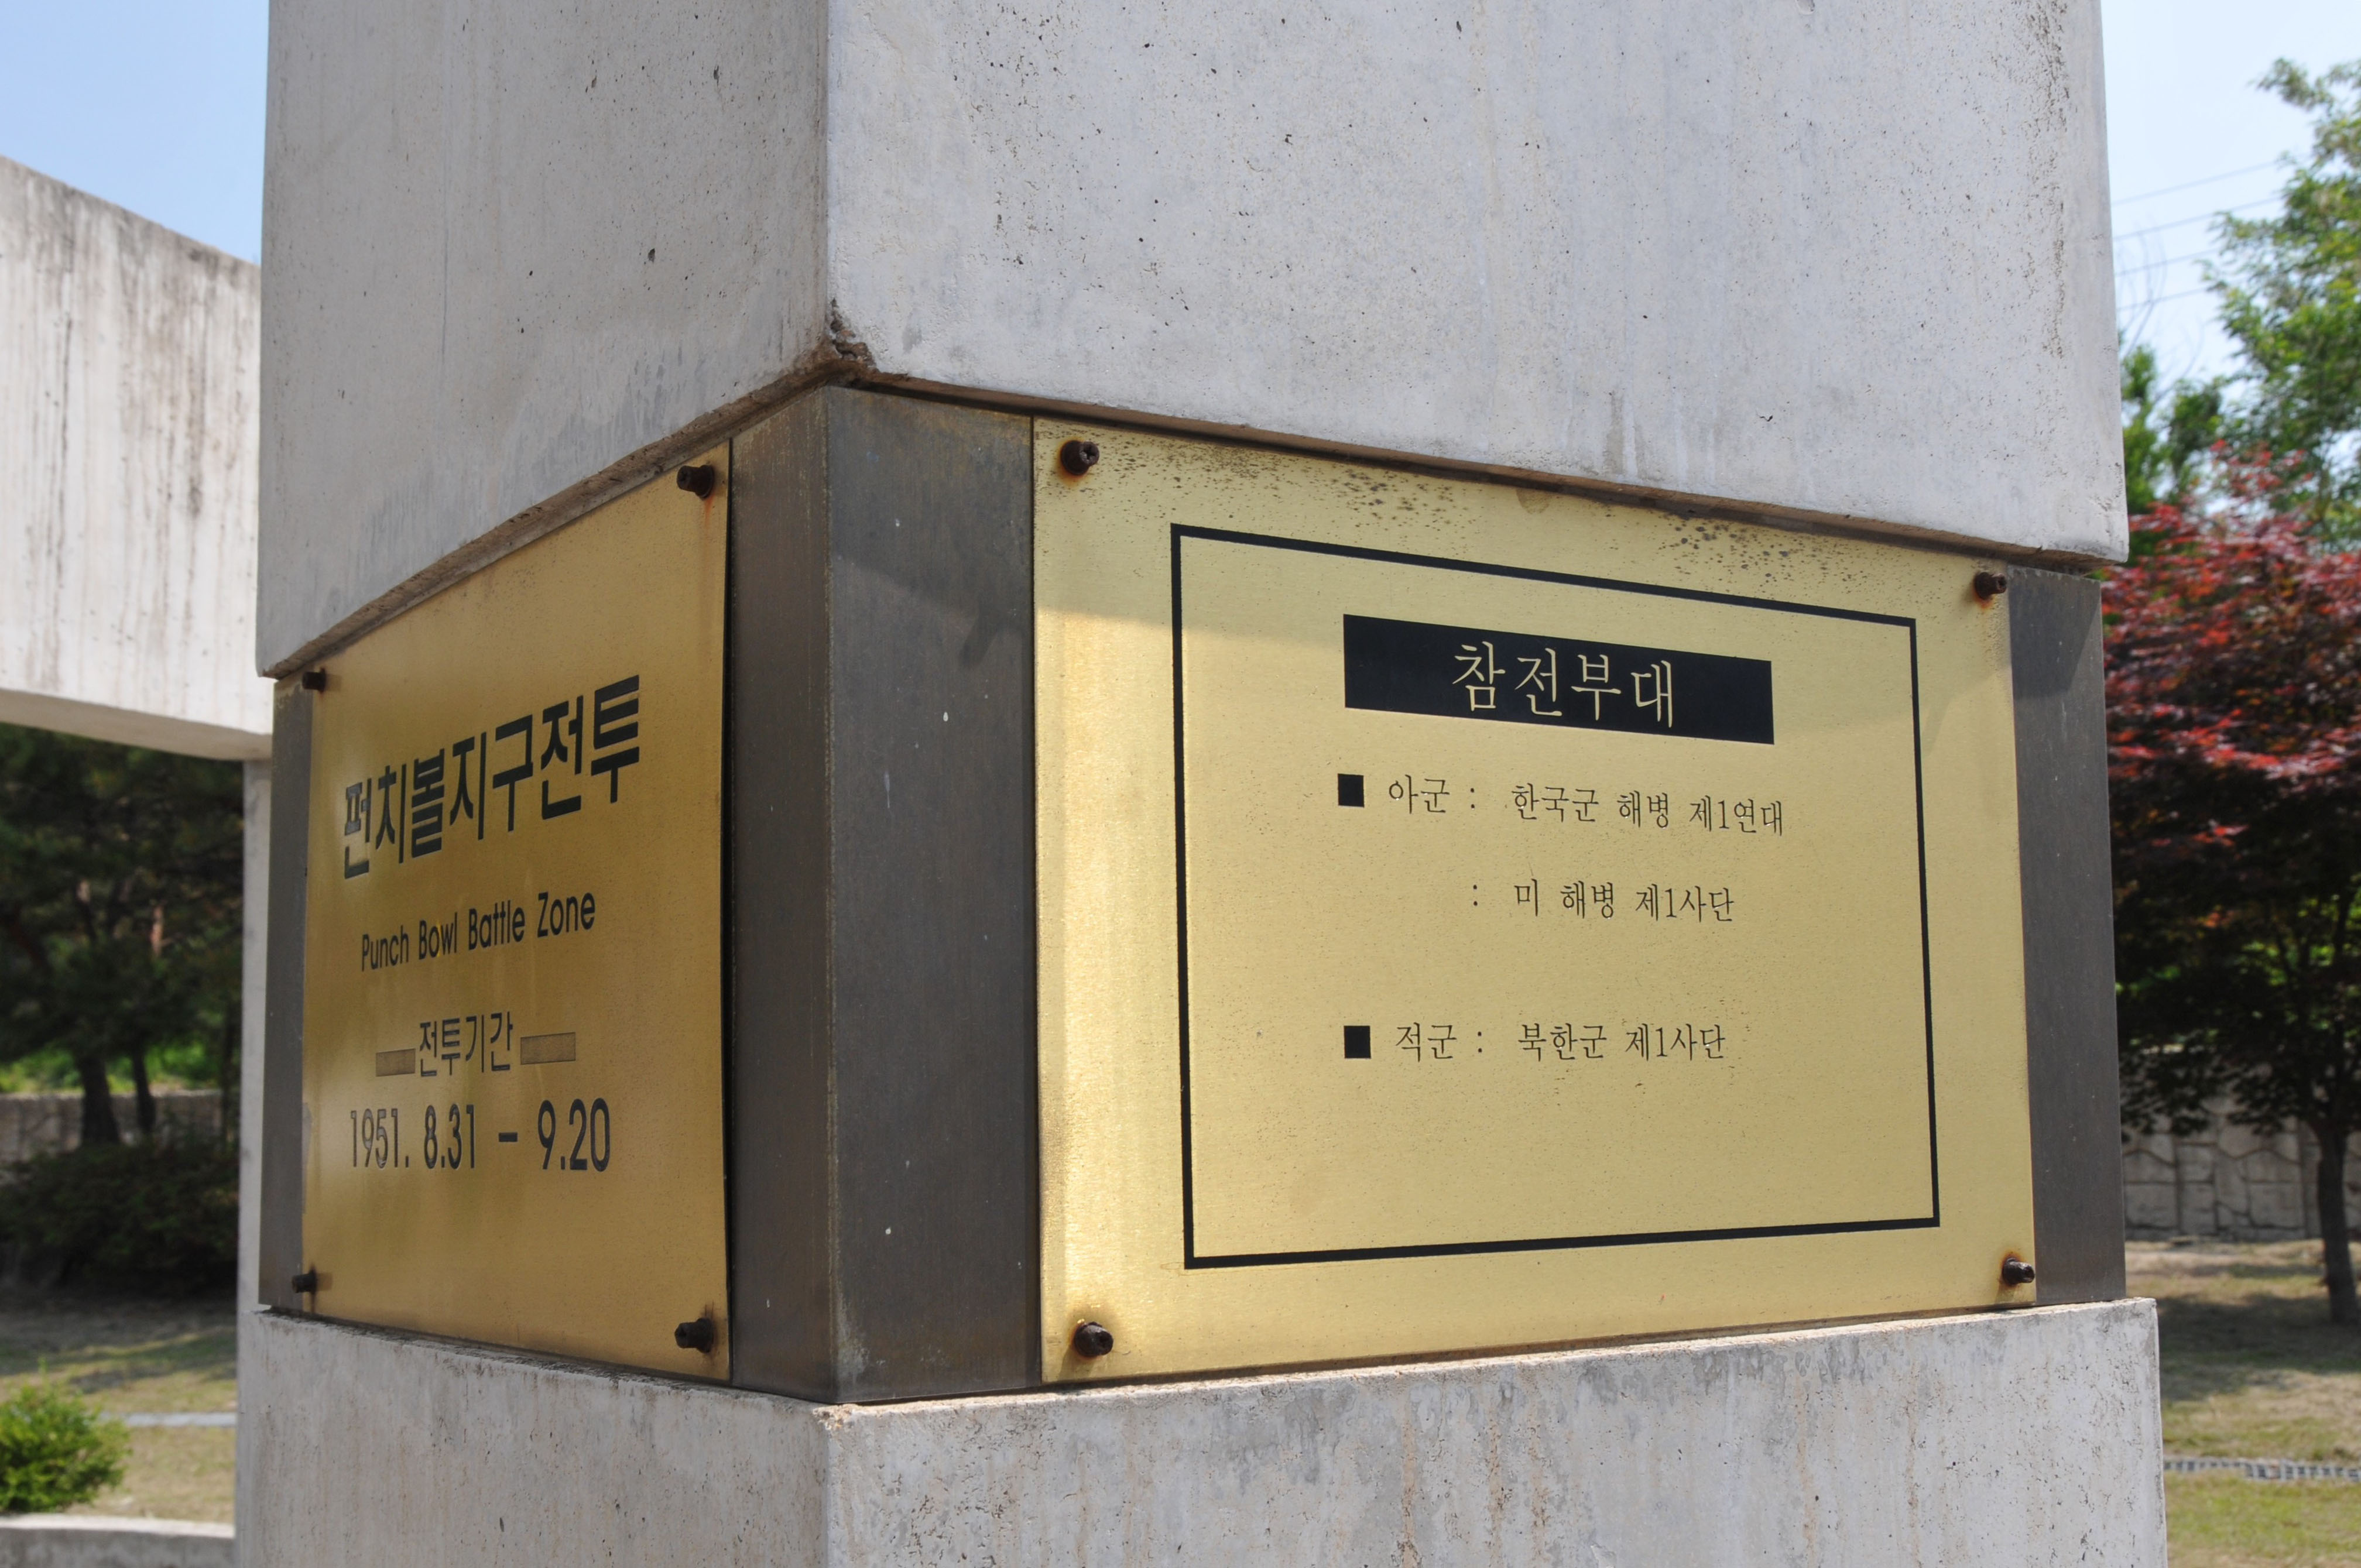 펀치볼지구전투
Punch Bowl Battle Zone
전투기간
1951. 8.31 - 9.20
참전부대
■ 아군 : 한국군 해병 제1연대
: 미 해병 제1사단
■ 적군 : 북한군 제1사단